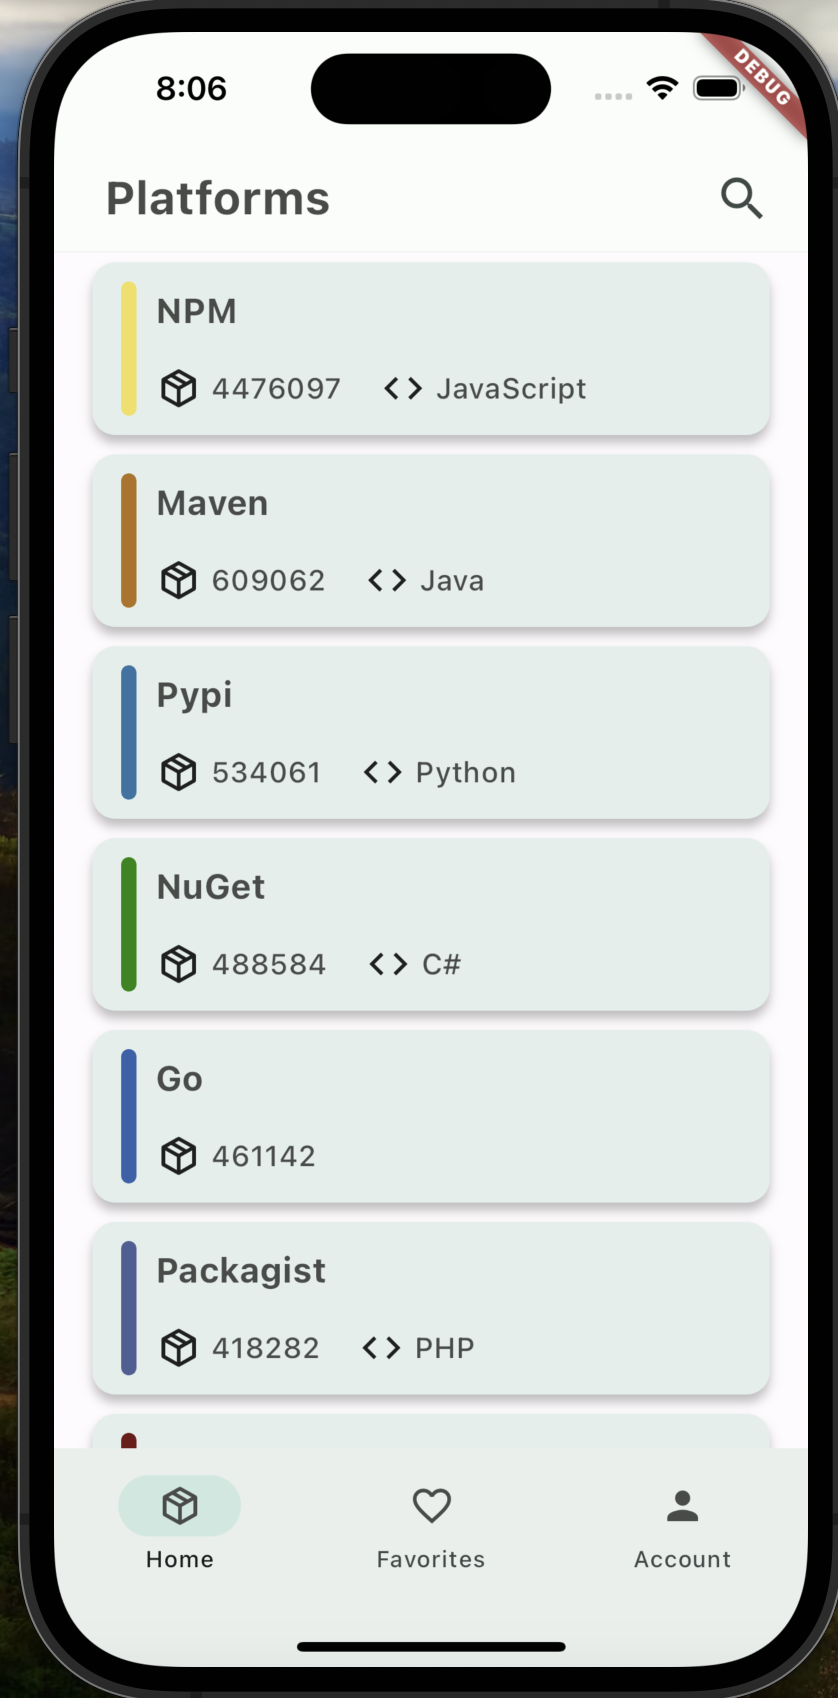 8:06
DEBUG
Platforms
NPM
4476097 JavaScript
Maven
609062 Java
Pypi
534061 Python
NuGet
488584 C#
Go
461142
Packagist
418282 PHP
Home Favorites Account